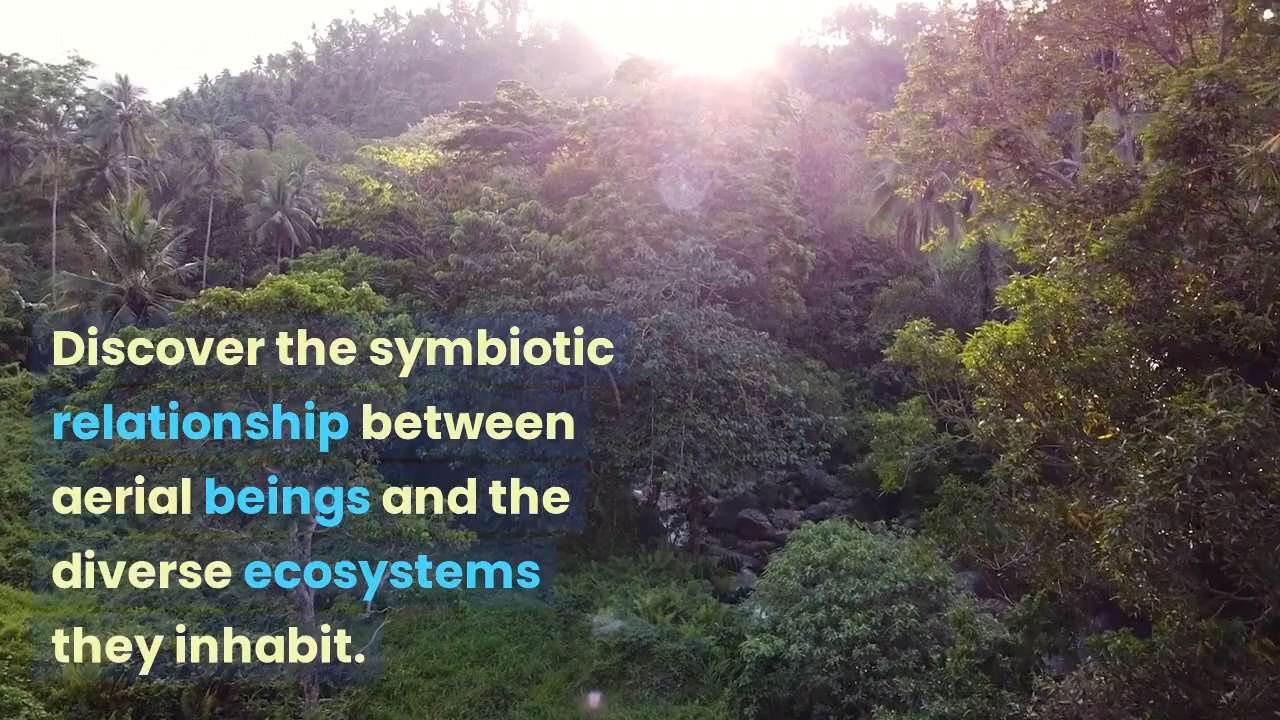 Discover the symbiotic
relationship between
aerial beings and the
diverse ecosystems
they inhabit.